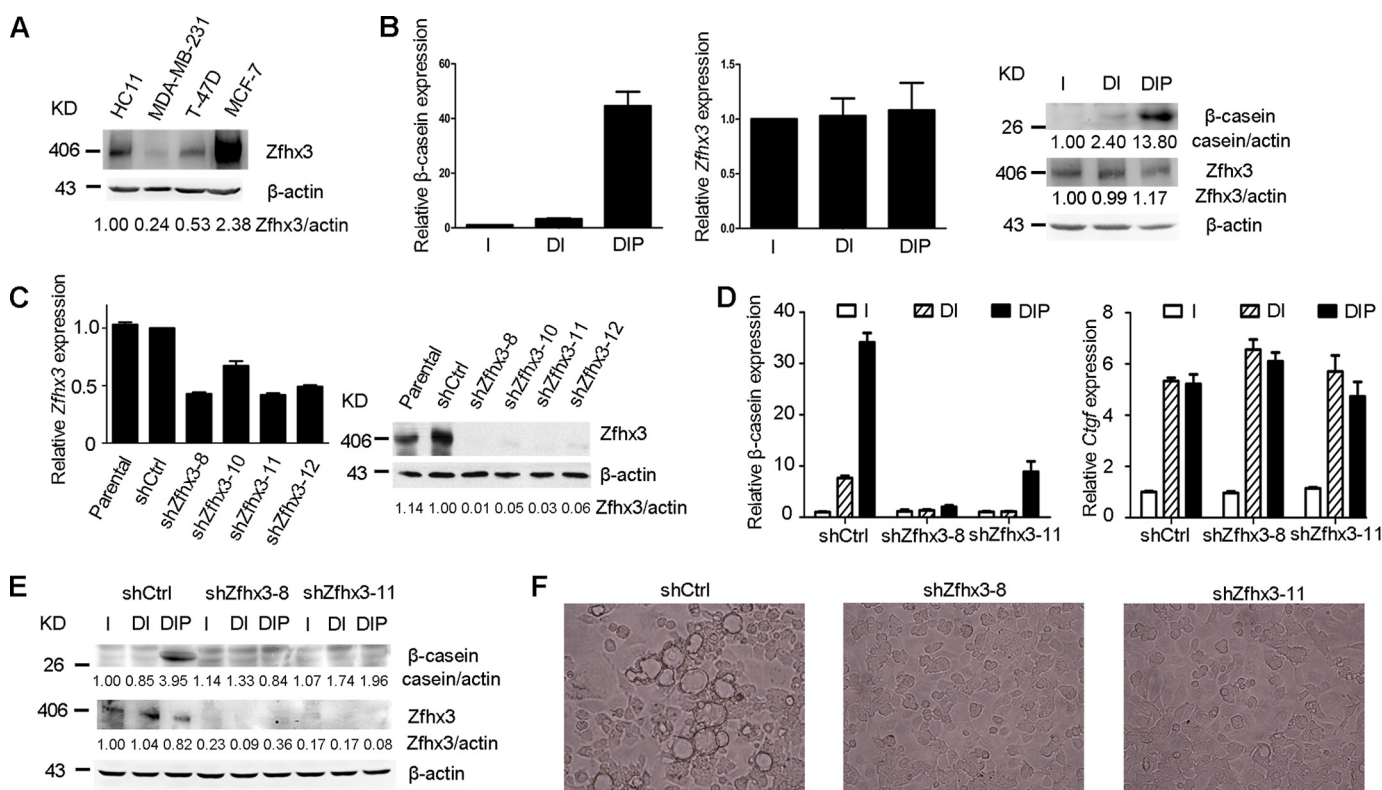 A
HC11
MDA-MB-231
T-47D
MCF-7
KD
406
Zfhx3
43
β-actin
1.00 0.24 0.53 2.38 Zfhx3/actin
B
Relative β-casein expression
60
40
20
0
I DI DIP
Relative Zfhx3 expression
1.5
1.0
0.5
0.0
I DI DIP
KD
I DI DIP
β-casein
26
1.00 2.40 13.80 casein/actin
406
Zfhx3
1.00 0.99 1.17 Zfhx3/actin
43
β-actin
C
Relative Zfhx3 expression
1.0
0.5
0
Parental
shCtrl
shZfhx3-8
shZfhx3-10
shZfhx3-11
shZfhx3-12
Parental
shCtrl
shZfhx3-8
shZfhx3-10
shZfhx3-11
shZfhx3-12
KD
406
Zfhx3
43
β-actin
1.14 1.00 0.01 0.05 0.03 0.06 Zfhx3/actin
D
Relative β-casein expression
I DI DIP
40
30
20
10
0
shCtrl shZfhx3-8 shZfhx3-11
Relative Ctgf expression
I DI DIP
8
6
4
2
0
shCtrl shZfhx3-8 shZfhx3-11
E
shCtrl shZfhx3-8 shZfhx3-11
KD I DI DIP I DI DIP I DI DIP
β-casein
26
1.00 0.85 3.95 1.14 1.33 0.84 1.07 1.74 1.96 casein/actin
406
Zfhx3
1.00 1.04 0.82 0.23 0.09 0.36 0.17 0.17 0.08 Zfhx3/actin
43
β-actin
F
shCtrl
shZfhx3-8
shZfhx3-11